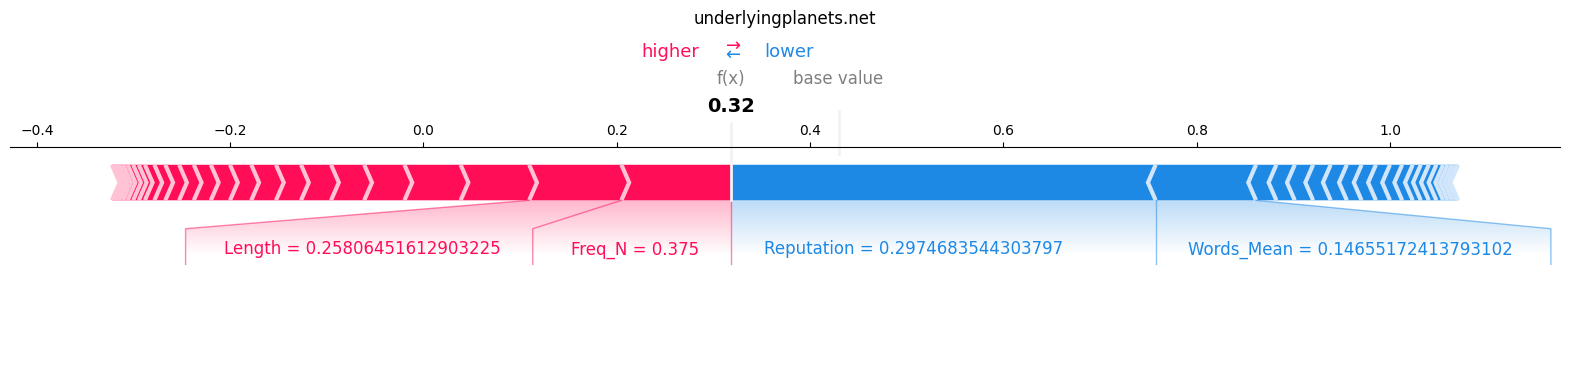 underlyingplanets.net
higher → ← lower
f(x) base value
0.32
−0.4 −0.2 0.0 0.2 0.4 0.6 0.8 1.0
Length = 0.25806451612903225 Freq_N = 0.375 Reputation = 0.2974683544303797 Words_Mean = 0.14655172413793102